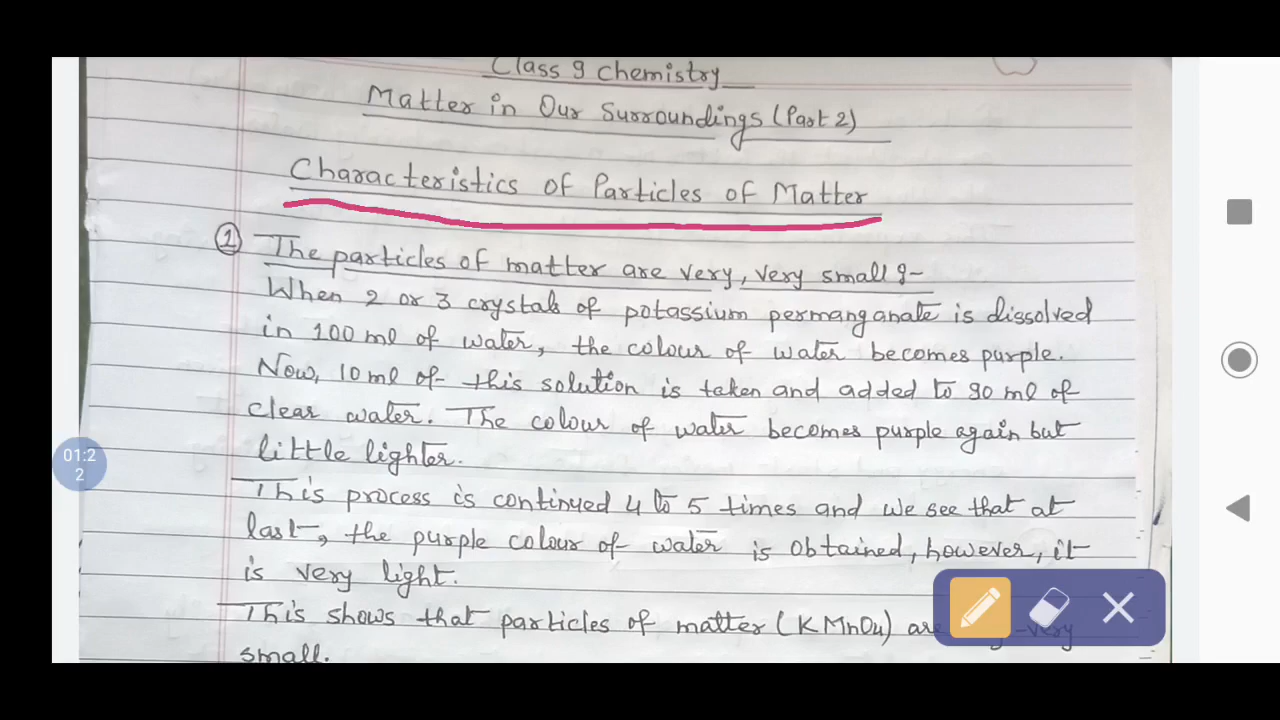 Class 9 Chemistry
Matter in Our Surroundings (Part 2)
Characteristics of Particles of Matter
① The particles of matter are very, very small :-
When 2 or 3 crystals of potassium permanganate is dissolved
in 100 ml of water, the colour of water becomes purple.
Now, 10 ml of this solution is taken and added to 90 ml of
clear water. The colour of water becomes purple again but
little lighter.
This process is continued 4 to 5 times and we see that at
last, the purple colour of water is obtained, however, it
is very light.
This shows that particles of matter (KMnO4) are very
small.
01:2
2